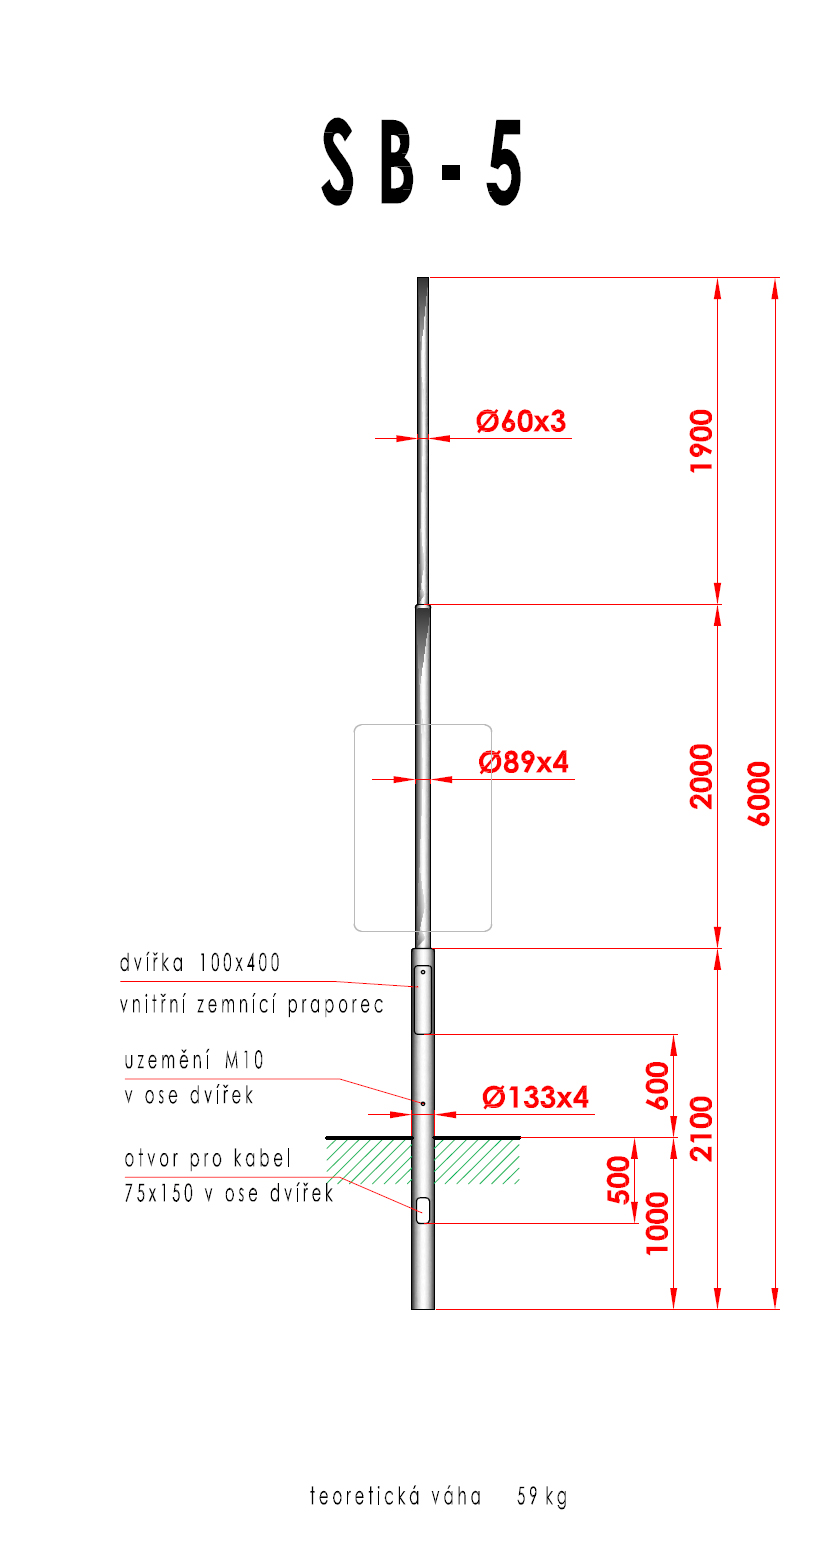 SB-5
Ø60x3
1900
Ø89x4
2000
6000
dvířka 100x400
vnitřní zemnící praporec
uzemění M10
v ose dvířek
Ø133x4
600
2100
otvor pro kabel
75x150 v ose dvířek
500
1000
teoretická váha 59 kg